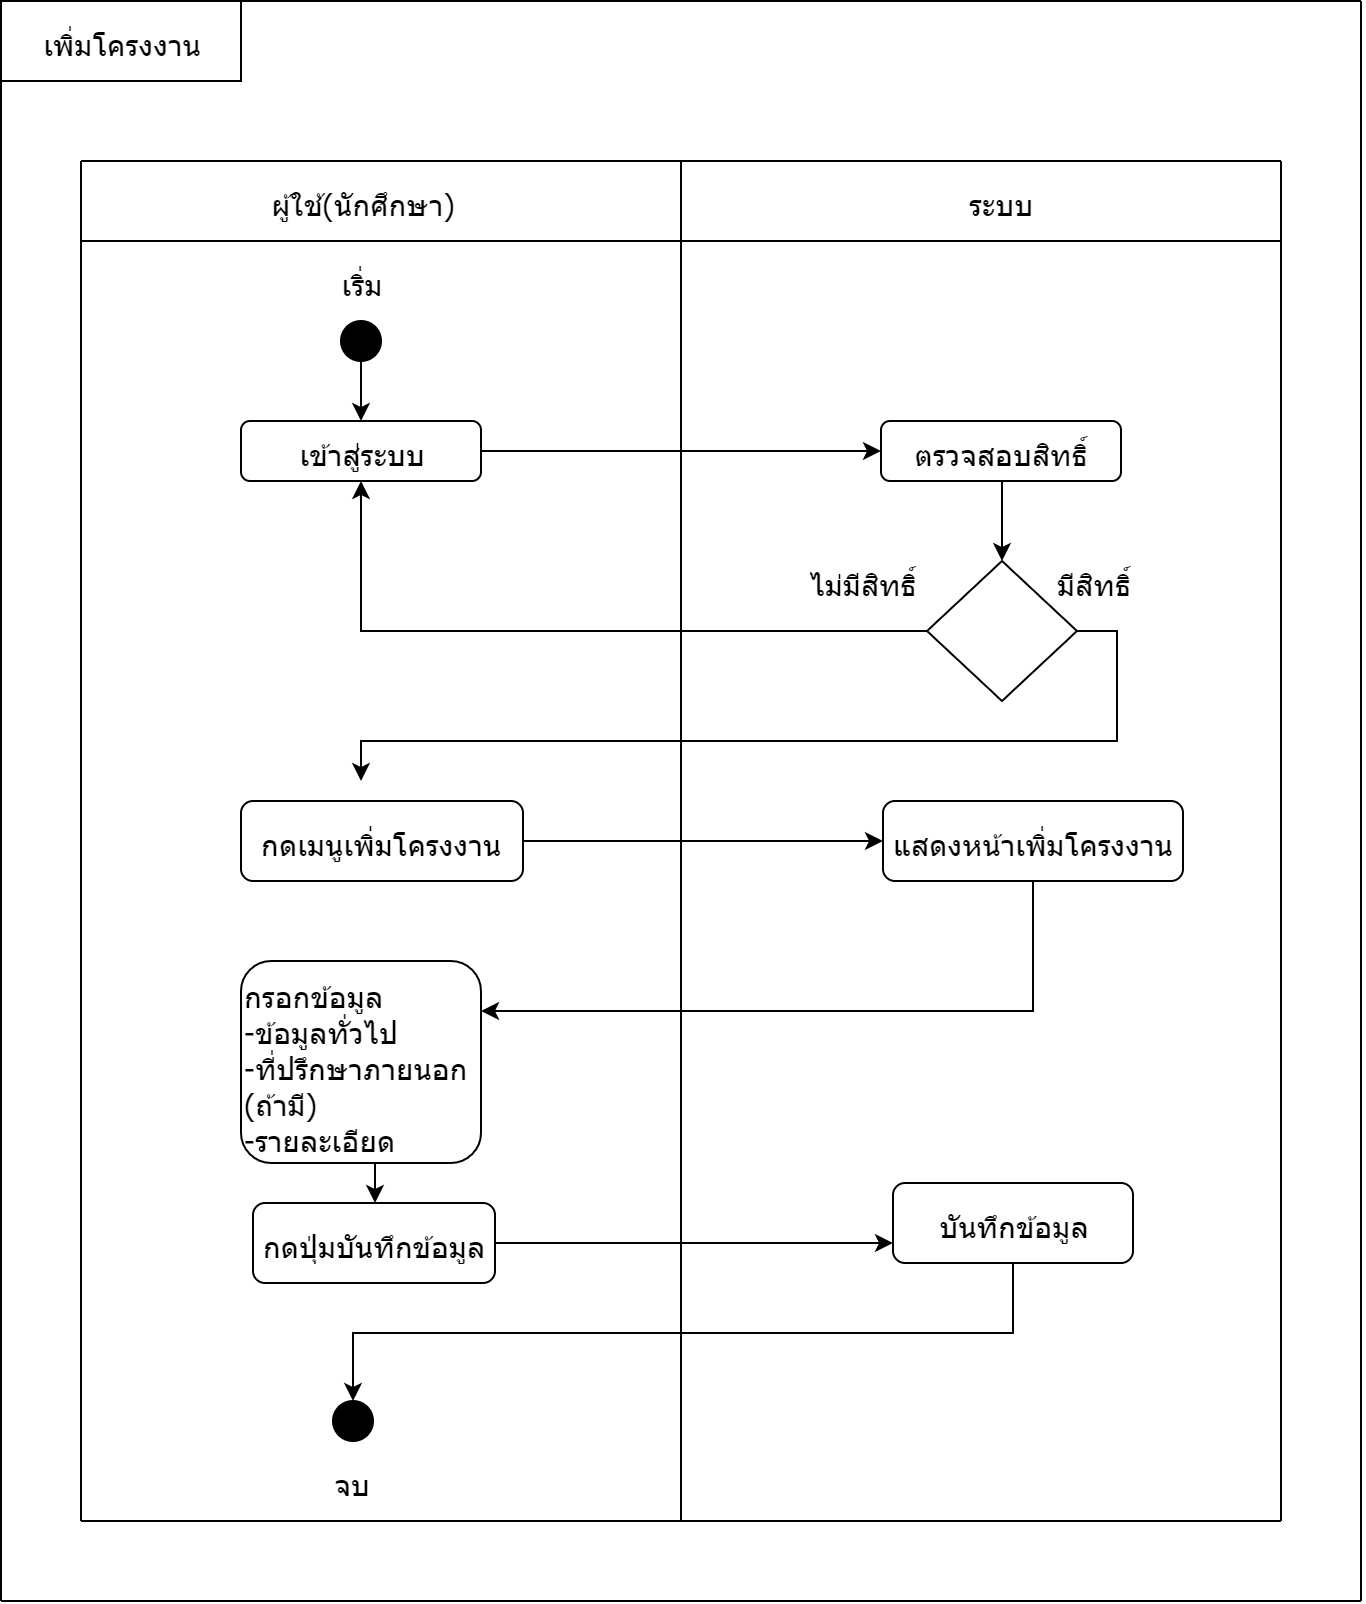 เพิ่มโครงงาน
ผู้ใช้(นักศึกษา)
ระบบ
เริ่ม
เข้าสู่ระบบ
ตรวจสอบสิทธิ์
ไม่มีสิทธิ์
มีสิทธิ์
กดเมนูเพิ่มโครงงาน
แสดงหน้าเพิ่มโครงงาน
กรอกข้อมูล
-ข้อมูลทั่วไป
-ที่ปรึกษาภายนอก
(ถ้ามี)
-รายละเอียด
กดปุ่มบันทึกข้อมูล
บันทึกข้อมูล
จบ